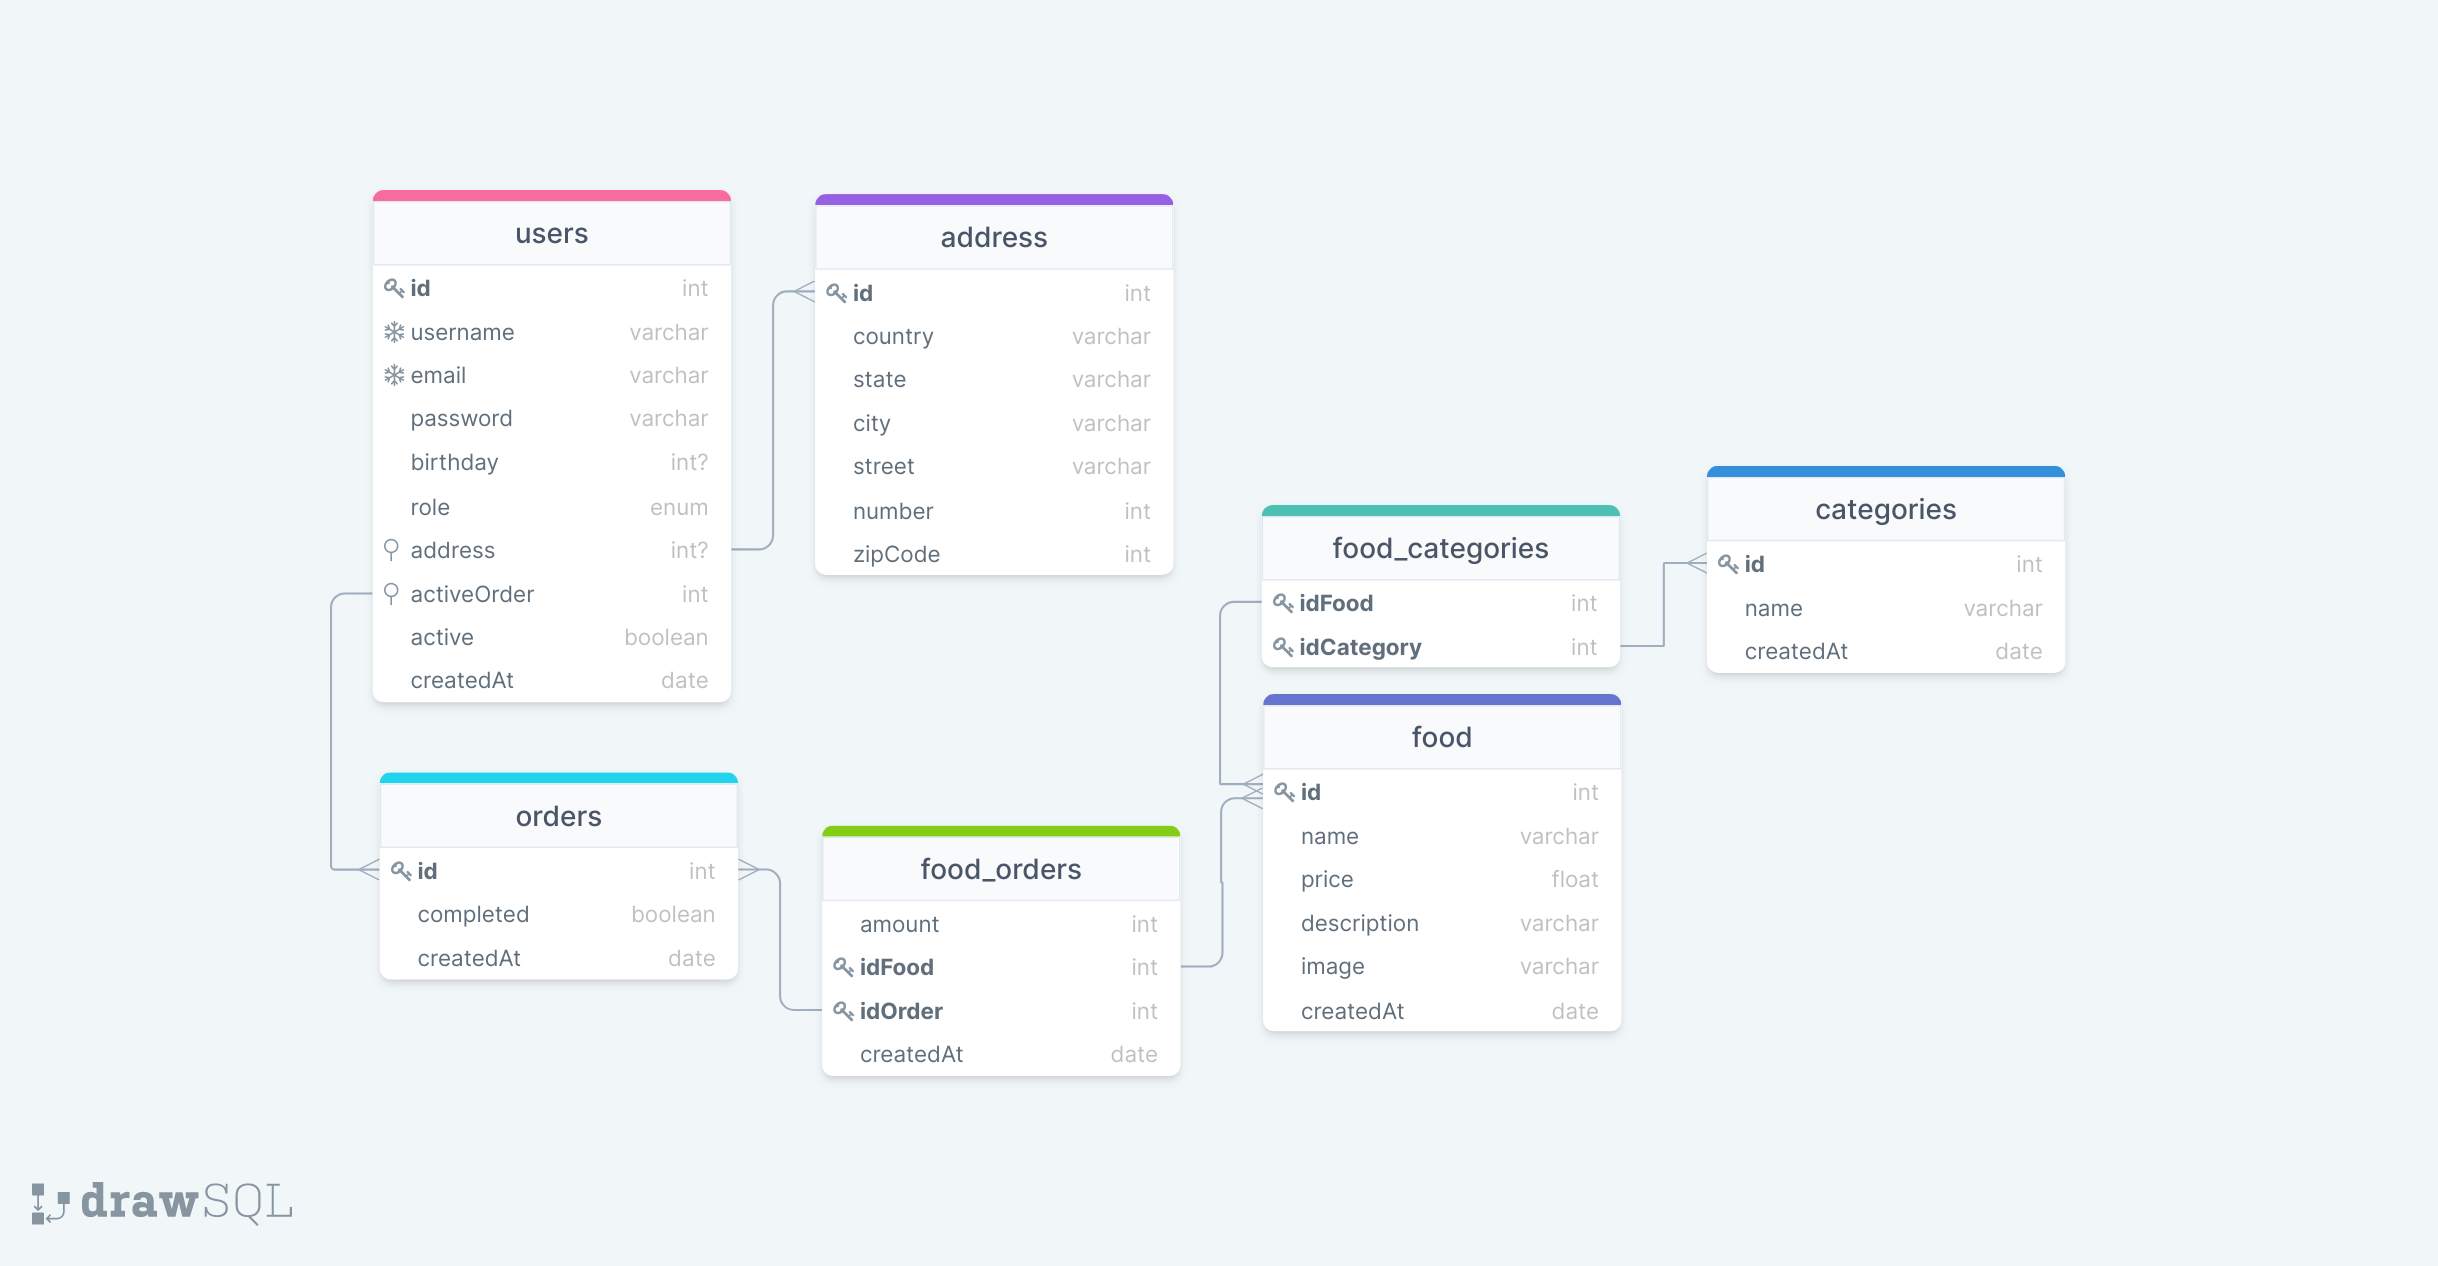 users
id int
username varchar
email varchar
password varchar
birthday int?
role enum
address int?
activeOrder int
active boolean
createdAt date
address
id int
country varchar
state varchar
city varchar
street varchar
number int
zipCode int
orders
id int
completed boolean
createdAt date
food_orders
amount int
idFood int
idOrder int
createdAt date
food_categories
idFood int
idCategory int
food
id int
name varchar
price float
description varchar
image varchar
createdAt date
categories
id int
name varchar
createdAt date
drawSQL